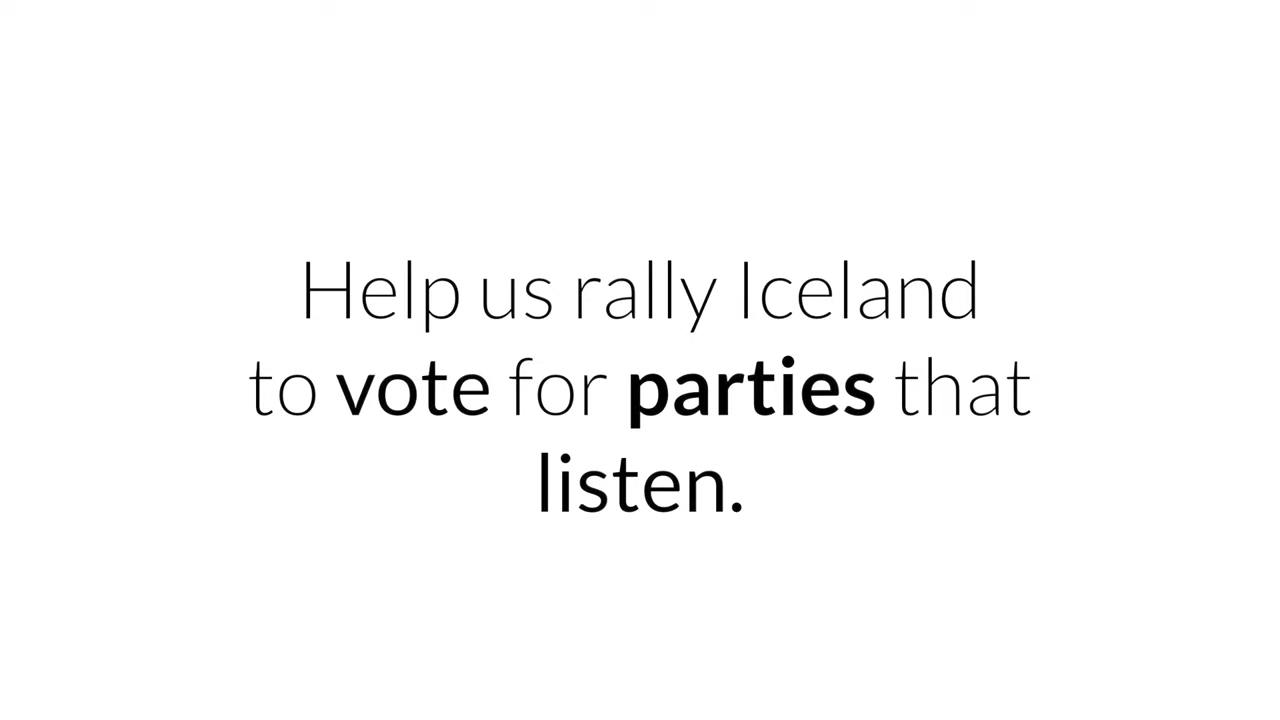 Help us rally Iceland
to vote for parties that
listen.